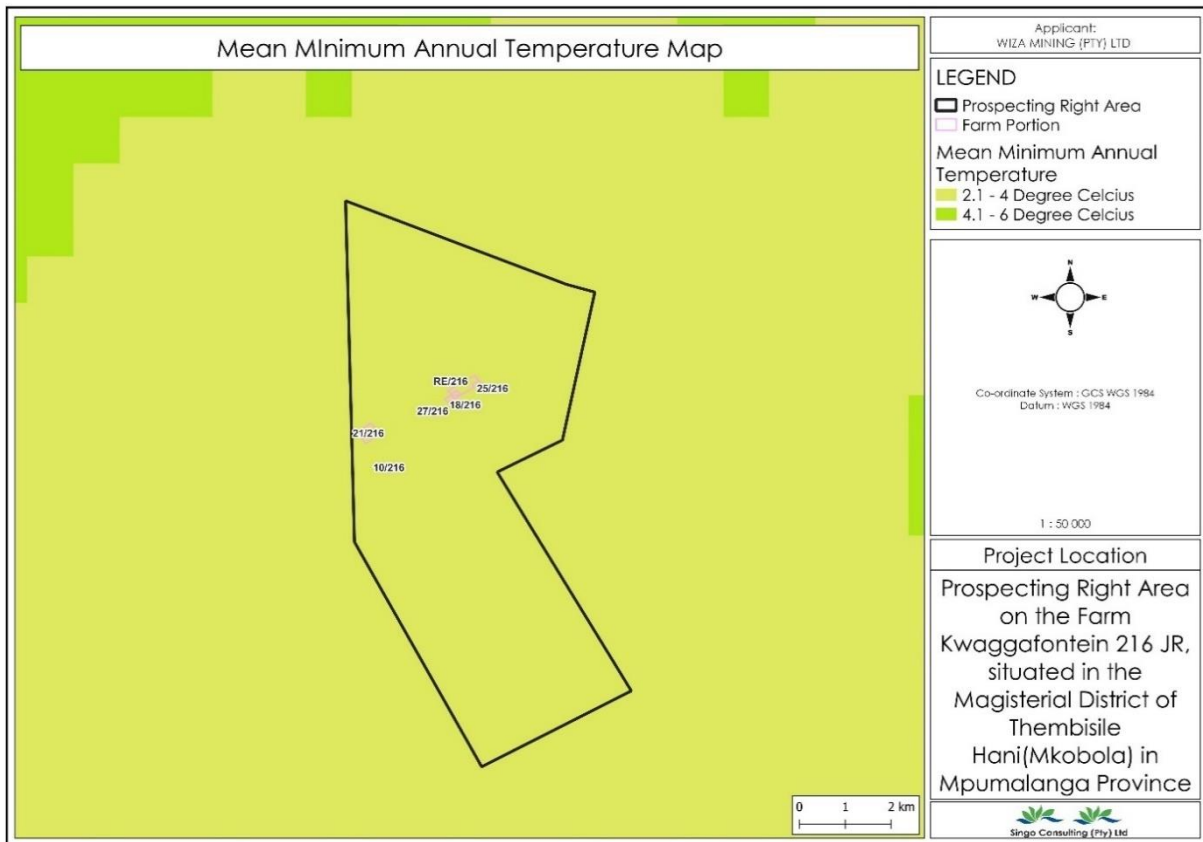 Mean MInimum Annual Temperature Map
RE/216
25/216
18/216
27/216
21/216
10/216
0 1 2 km
Applicant:
WIZA MINING (PTY) LTD
LEGEND
Prospecting Right Area
Farm Portion
Mean Minimum Annual
Temperature
2.1 - 4 Degree Celcius
4.1 - 6 Degree Celcius
N
W E
S
Co-ordinate System : GCS WGS 1984
Datum : WGS 1984
1 : 50 000
Project Location
Prospecting Right Area
on the Farm
Kwaggafontein 216 JR,
situated in the
Magisterial District of
Thembisile
Hani(Mkobola) in
Mpumalanga Province
Singo Consulting (Pty) Ltd